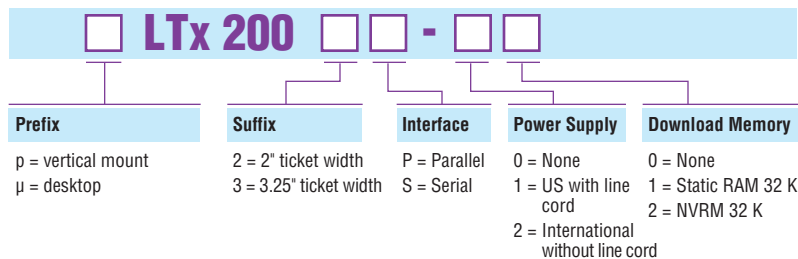 LTx 200 -
Prefix
p = vertical mount
µ = desktop
Suffix
2 = 2" ticket width
3 = 3.25" ticket width
Interface
P = Parallel
S = Serial
Power Supply
0 = None
1 = US with line
cord
2 = International
without line cord
Download Memory
0 = None
1 = Static RAM 32 K
2 = NVRM 32 K